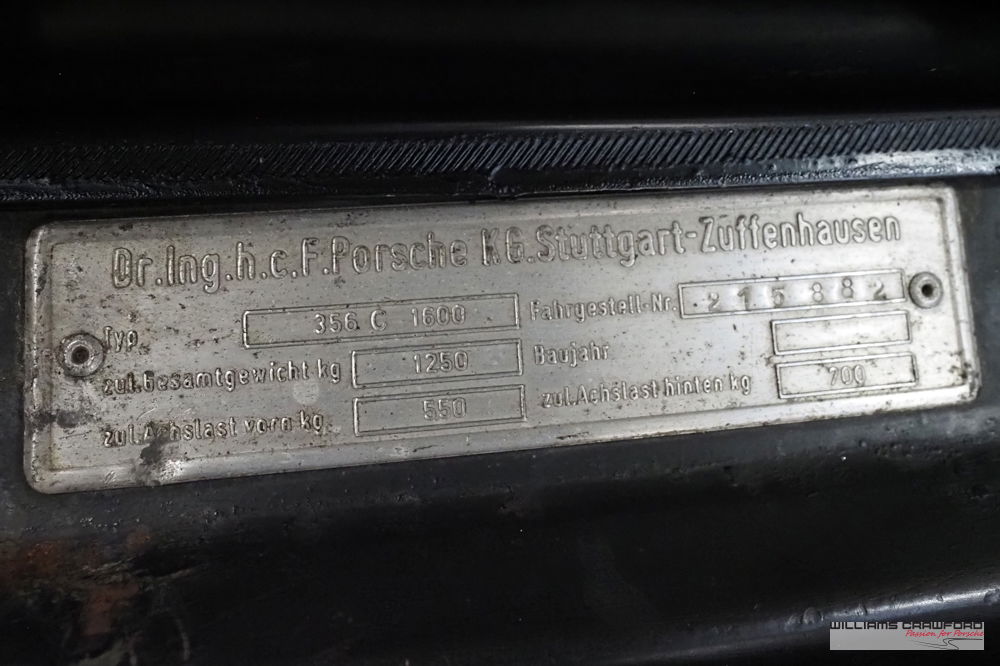 Dr.Ing.h.c.F.Porsche KG.Stuttgart-Zuffenhausen
Typ 356 C 1600 Fahrgestell-Nr. 215882
zul.Gesamtgewicht kg 1250 Baujahr
zul.Achslast vorn kg 550 zul.Achslast hinten kg 700
WILLIAMS CRAWFORD
Passion for Porsche